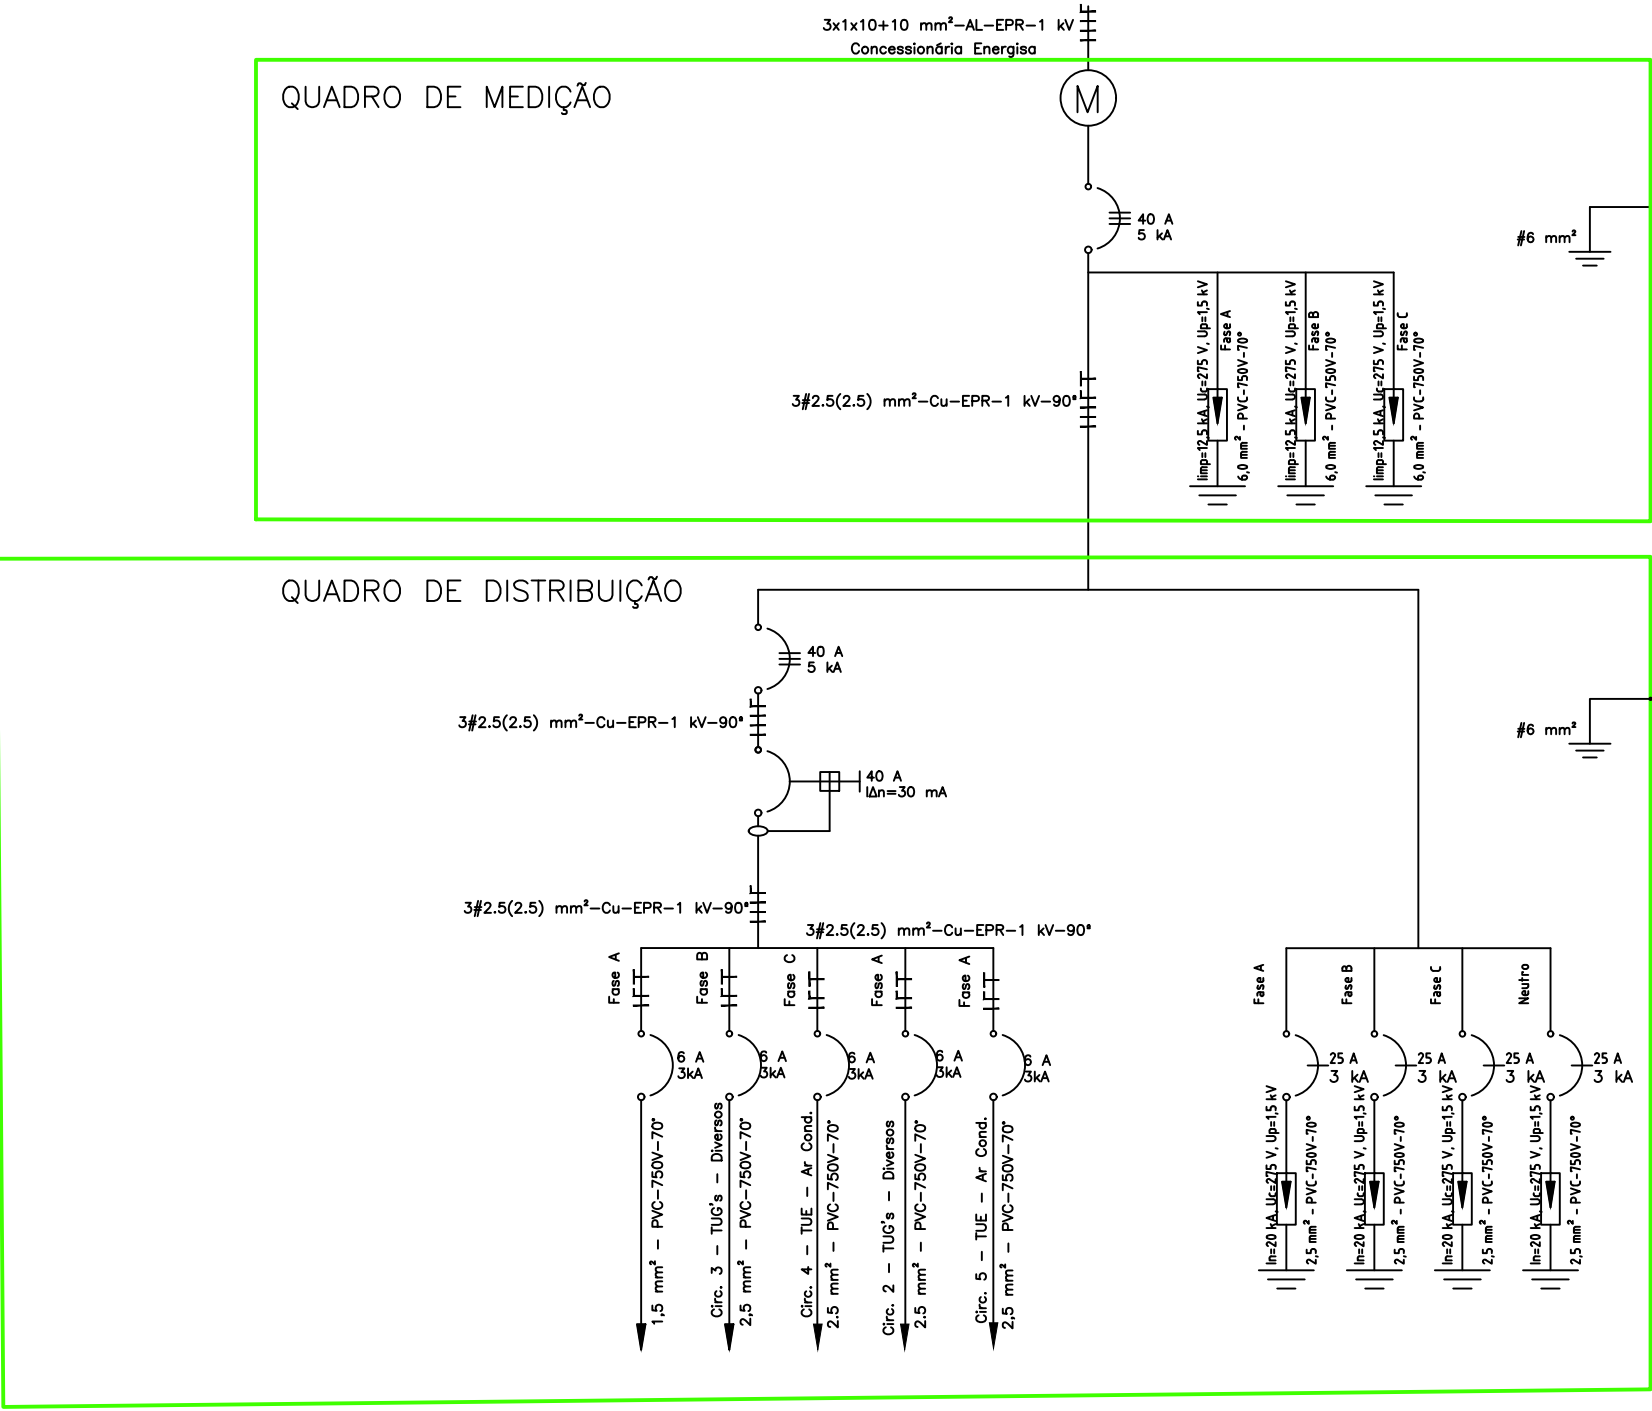 3x1x10+10 mm²-AL-EPR-1 kV
Concessionária Energisa
QUADRO DE MEDIÇÃO
M
40 A
5 kA
#6 mm²
Iimp=12,5 kA, Uc=275 V, Up=1,5 kV
Fase A
6,0 mm² - PVC-750V-70°
Iimp=12,5 kA, Uc=275 V, Up=1,5 kV
Fase B
6,0 mm² - PVC-750V-70°
Iimp=12,5 kA, Uc=275 V, Up=1,5 kV
Fase C
6,0 mm² - PVC-750V-70°
3#2.5(2.5) mm²-Cu-EPR-1 kV-90°
QUADRO DE DISTRIBUIÇÃO
40 A
5 kA
3#2.5(2.5) mm²-Cu-EPR-1 kV-90°
#6 mm²
40 A
IΔn=30 mA
3#2.5(2.5) mm²-Cu-EPR-1 kV-90°
3#2.5(2.5) mm²-Cu-EPR-1 kV-90°
Fase A
Fase B
Fase C
Fase A
Fase A
Fase A
Fase B
Fase C
Neutro
6 A
3kA
6 A
3kA
6 A
3kA
6 A
3kA
6 A
3kA
25 A
3 kA
25 A
3 kA
25 A
3 kA
25 A
3 kA
1,5 mm² - PVC-750V-70°
Circ. 3 - TUG's - Diversos
2,5 mm² - PVC-750V-70°
Circ. 4 - TUE - Ar Cond.
2.5 mm² - PVC-750V-70°
Circ. 2 - TUG's - Diversos
2.5 mm² - PVC-750V-70°
Circ. 5 - TUE - Ar Cond.
2,5 mm² - PVC-750V-70°
In=20 kA, Uc=275 V, Up=1,5 kV
2,5 mm² - PVC-750V-70°
In=20 kA, Uc=275 V, Up=1,5 kV
2,5 mm² - PVC-750V-70°
In=20 kA, Uc=275 V, Up=1,5 kV
2,5 mm² - PVC-750V-70°
In=20 kA, Uc=275 V, Up=1,5 kV
2,5 mm² - PVC-750V-70°